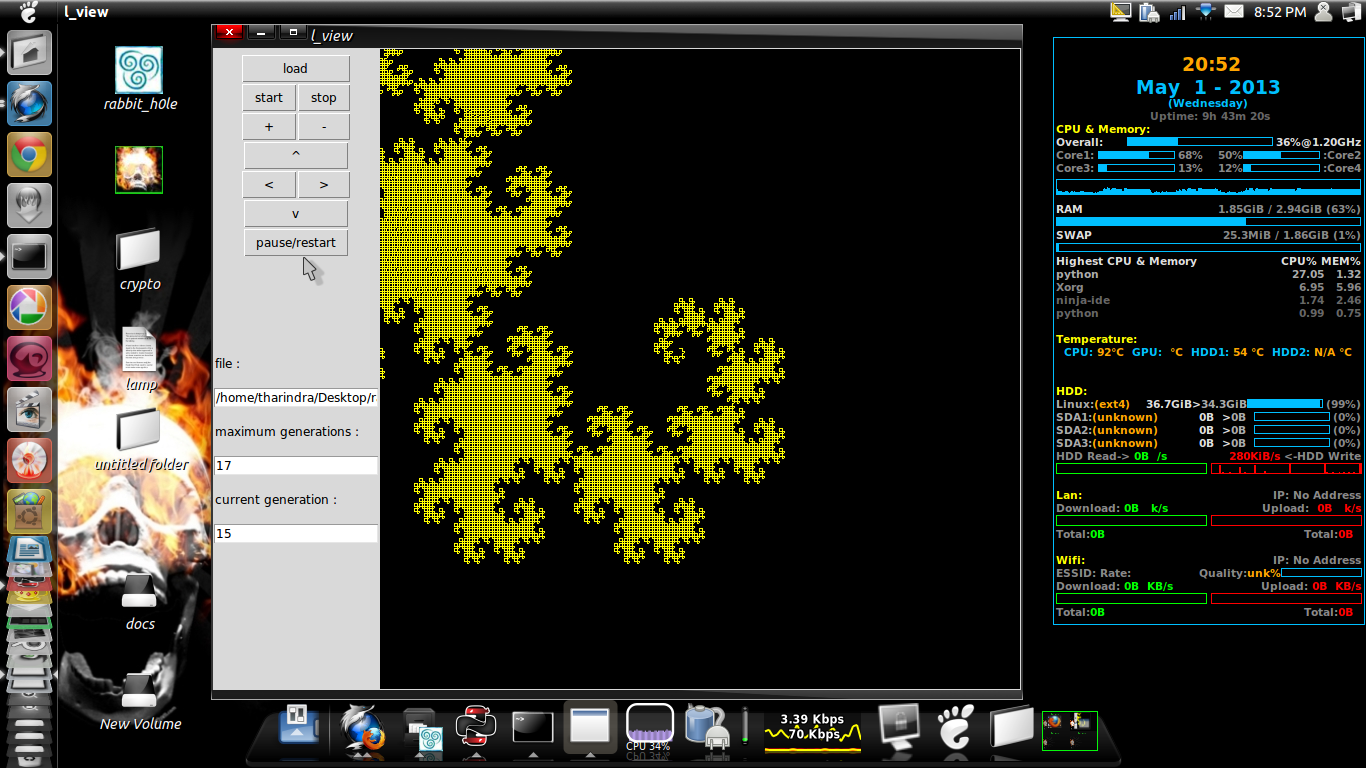 l_view
8:52 PM
rabbit_h0le
crypto
lamp
untitled folder
docs
New Volume
l_view
load
start stop
+ -
^
< >
v
pause/restart
file :
/home/tharindra/Desktop/r
maximum generations :
17
current generation :
15
20:52
May 1 - 2013
(Wednesday)
Uptime: 9h 43m 20s
CPU & Memory:
Overall: 36%@1.20GHz
Core1: 68% 50% :Core2
Core3: 13% 12% :Core4
RAM 1.85GiB / 2.94GiB (63%)
SWAP 25.3MiB / 1.86GiB (1%)
Highest CPU & Memory CPU% MEM%
python 27.05 1.32
Xorg 6.95 5.96
ninja-ide 1.74 2.46
python 0.99 0.75
Temperature:
CPU: 92°C GPU: °C HDD1: 54 °C HDD2: N/A °C
HDD:
Linux:(ext4) 36.7GiB>34.3GiB (99%)
SDA1:(unknown) 0B >0B (0%)
SDA2:(unknown) 0B >0B (0%)
SDA3:(unknown) 0B >0B (0%)
HDD Read-> 0B /s 280KiB/s <-HDD Write
Lan: IP: No Address
Download: 0B k/s Upload: 0B k/s
Total:0B Total:0B
Wifi: IP: No Address
ESSID: Rate: Quality:unk%
Download: 0B KB/s Upload: 0B KB/s
Total:0B Total:0B
CPU 34%
3.39 Kbps
70 Kbps